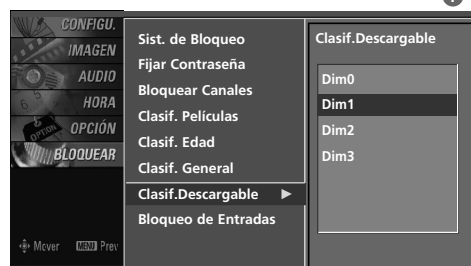 CONFIGU.
IMAGEN
AUDIO
HORA
OPCIÓN
BLOQUEAR
Mover MENU Prev
Sist. de Bloqueo
Fijar Contraseña
Bloquear Canales
Clasif. Películas
Clasif. Edad
Clasif. General
Clasif.Descargable ►
Bloqueo de Entradas
Clasif.Descargable
Dim0
Dim1
Dim2
Dim3